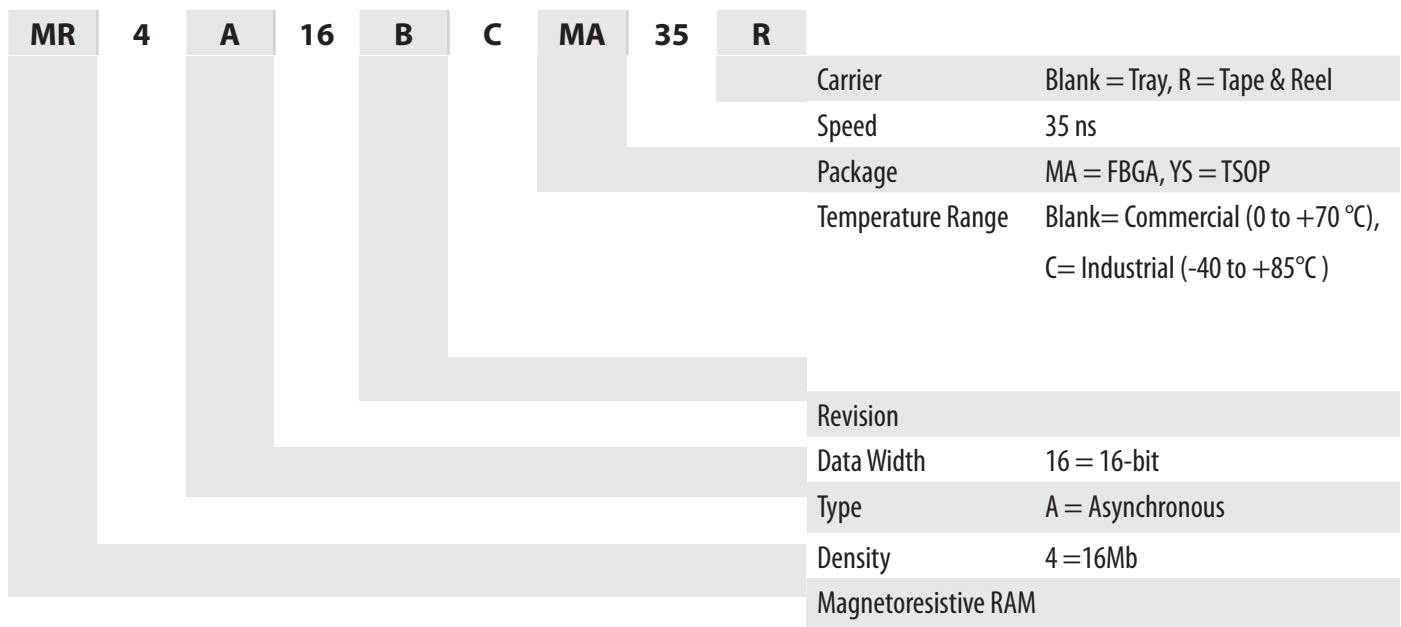 MR 4 A 16 B C MA 35 R
Carrier Blank = Tray, R = Tape & Reel
Speed 35 ns
Package MA = FBGA, YS = TSOP
Temperature Range Blank= Commercial (0 to +70 °C),
C= Industrial (-40 to +85°C )
Revision
Data Width 16 = 16-bit
Type A = Asynchronous
Density 4 =16Mb
Magnetoresistive RAM